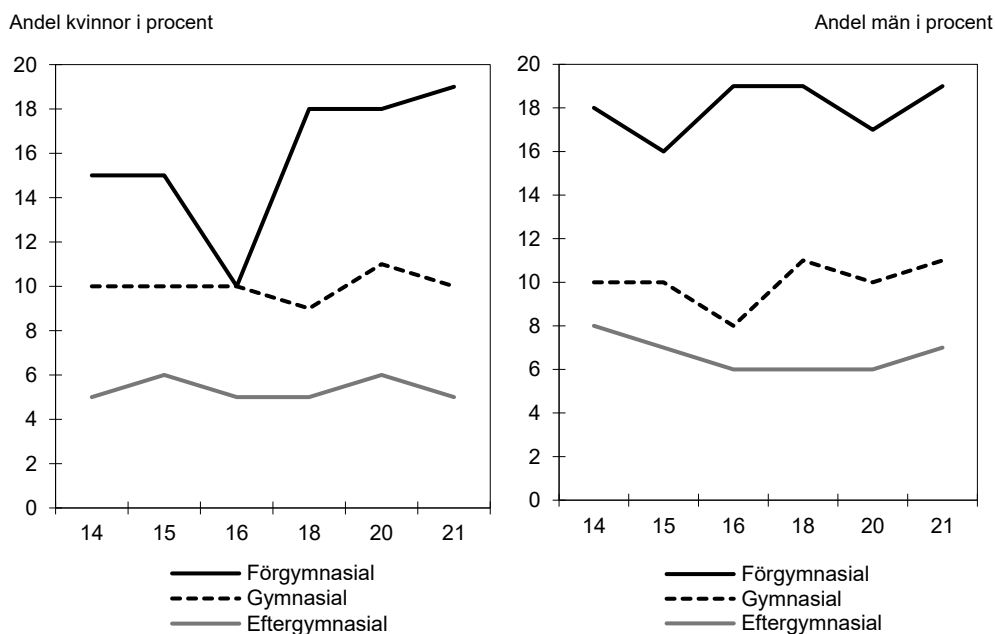 Andel kvinnor i procent
Andel män i procent
20
18
16
14
12
10
8
6
4
2
0
14 15 16 18 20 21
Förgymnasial
Gymnasial
Eftergymnasial
20
18
16
14
12
10
8
6
4
2
0
14 15 16 18 20 21
Förgymnasial
Gymnasial
Eftergymnasial